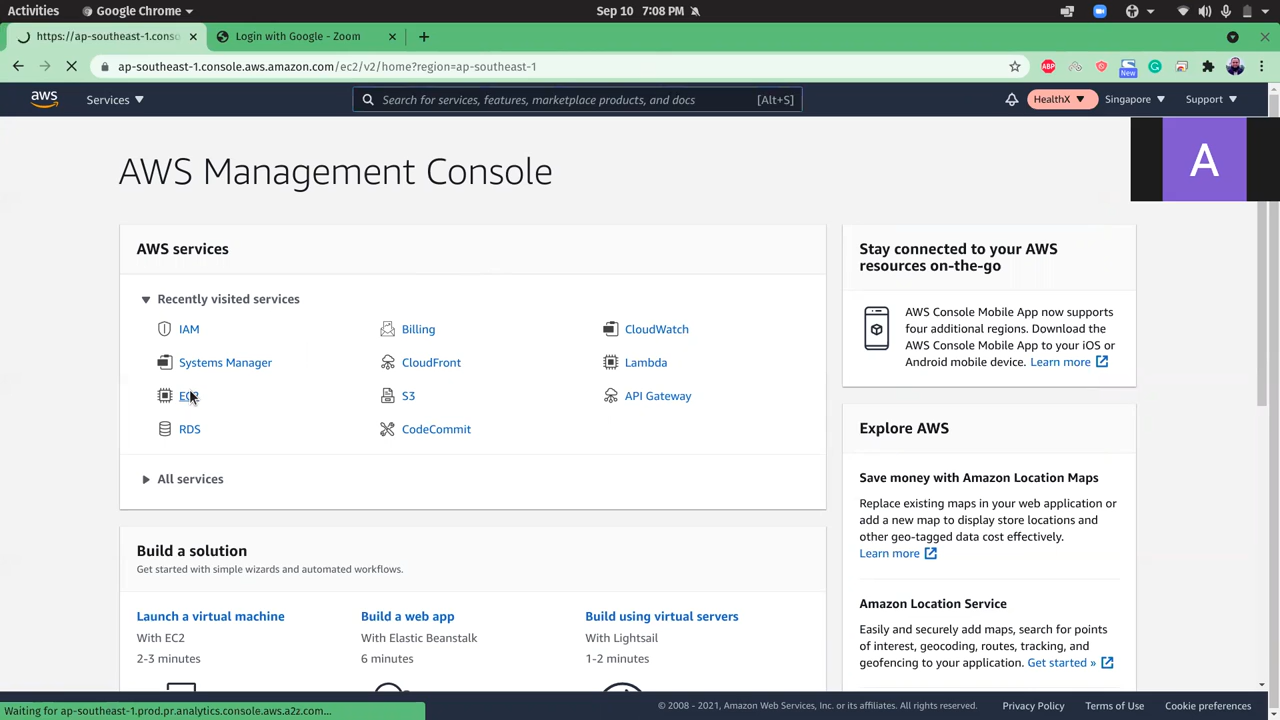 Activities
Google Chrome
Sep 10 7:08 PM
https://ap-southeast-1.conso
Login with Google - Zoom
ap-southeast-1.console.aws.amazon.com/ec2/v2/home?region=ap-southeast-1
ABP
New
aws
Services
Search for services, features, marketplace products, and docs
[Alt+S]
HealthX
Singapore
Support
AWS Management Console
A
AWS services
Recently visited services
IAM
Billing
CloudWatch
Systems Manager
CloudFront
Lambda
EC2
S3
API Gateway
RDS
CodeCommit
All services
Stay connected to your AWS
resources on-the-go
AWS Console Mobile App now supports
four additional regions. Download the
AWS Console Mobile App to your iOS or
Android mobile device. Learn more
Explore AWS
Save money with Amazon Location Maps
Replace existing maps in your web application or
add a new map to display store locations and
other geo-tagged data cost effectively.
Learn more
Amazon Location Service
Easily and securely add maps, search for points
of interest, geocoding, routes, tracking, and
geofencing to your application. Get started »
Build a solution
Get started with simple wizards and automated workflows.
Launch a virtual machine
With EC2
2-3 minutes
Build a web app
With Elastic Beanstalk
6 minutes
Build using virtual servers
With Lightsail
1-2 minutes
Waiting for ap-southeast-1.prod.pr.analytics.console.aws.a2z.com...
© 2008 - 2021, Amazon Web Services, Inc. or its affiliates. All rights reserved.
Privacy Policy
Terms of Use
Cookie preferences